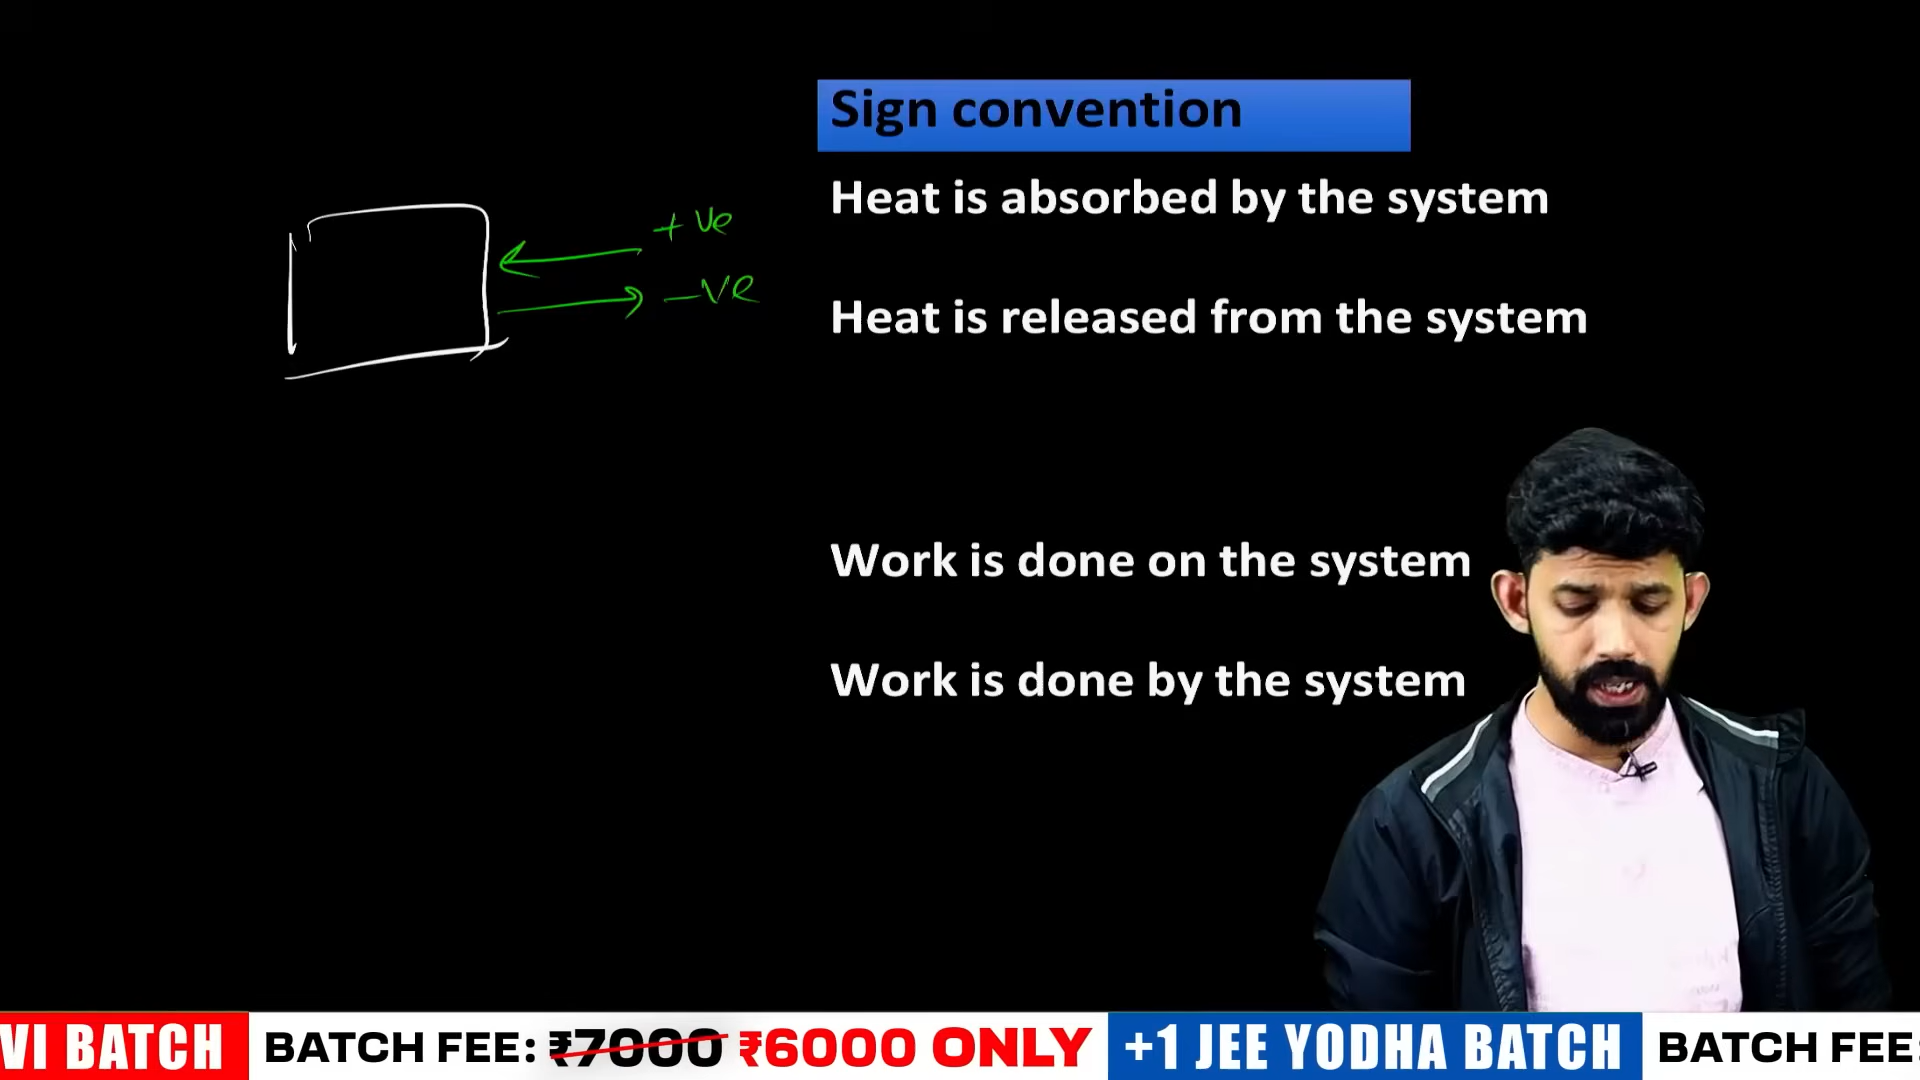 Sign convention
Heat is absorbed by the system
+ve
-ve
Heat is released from the system
Work is done on the system
Work is done by the system
VI BATCH BATCH FEE: ₹7000 ₹6000 ONLY +1 JEE YODHA BATCH BATCH FEE: